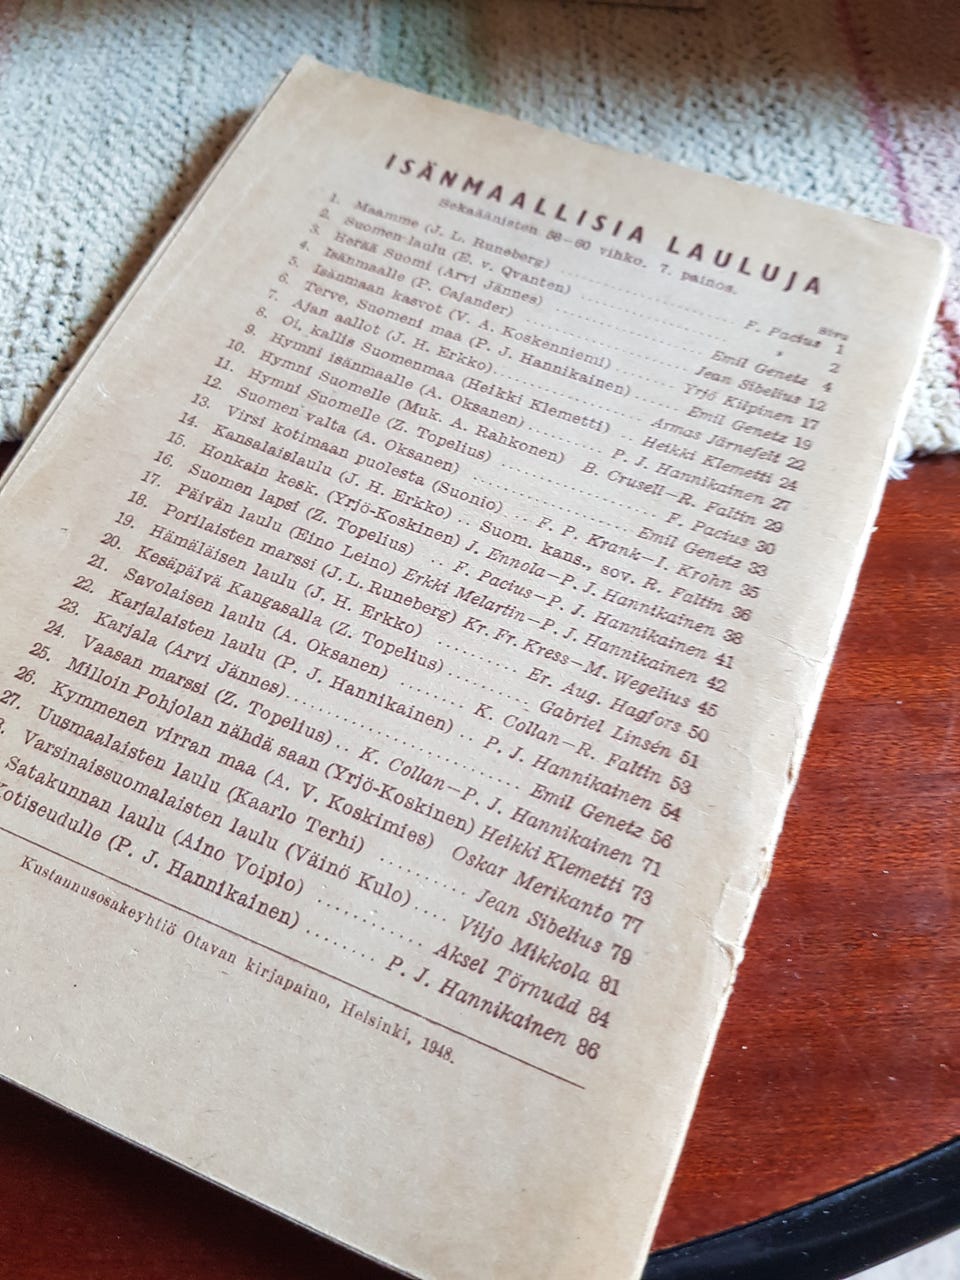 ISÄNMAALLISIA LAULUJA
Sekaäänisten 58—60 vihko. 7. painos.
Sivu
1. Maamme (J. L. Runeberg) .......... F. Pacius 1
2. Suomen laulu (E. v. Qvanten) .......... » 2
3. Herää Suomi (Arvi Jännes) .......... Emil Genetz 4
4. Isänmaalle (P. Cajander) .......... Jean Sibelius 12
5. Isänmaan kasvot (V. A. Koskenniemi) ...... Yrjö Kilpinen 17
6. Terve, Suomeni maa (P. J. Hannikainen) ...... Emil Genetz 19
7. Ajan aallot (J. H. Erkko) .......... Armas Järnefelt 22
8. Oi, kallis Suomenmaa (Heikki Klemetti) .. Heikki Klemetti 24
9. Hymni isänmaalle (A. Oksanen) ........ P. J. Hannikainen 27
10. Hymni Suomelle (Muk. A. Rahkonen) B. Crusell—R. Faltin 29
11. Hymni Suomelle (Z. Topelius) .......... F. Pacius 30
12. Suomen valta (A. Oksanen) .......... Emil Genetz 33
13. Virsi kotimaan puolesta (Suonio) .. F. P. Krank—I. Krohn 35
14. Kansalaislaulu (J. H. Erkko) .. Suom. kans., sov. R. Faltin 36
15. Honkain kesk. (Yrjö-Koskinen) J. Ennola—P. J. Hannikainen 38
16. Suomen lapsi (Z. Topelius) .. F. Pacius—P. J. Hannikainen 41
17. Päivän laulu (Eino Leino) Erkki Melartin—P. J. Hannikainen 42
18. Porilaisten marssi (J. L. Runeberg) Kr. Fr. Kress—M. Wegelius 45
19. Hämäläisen laulu (J. H. Erkko) .......... Er. Aug. Hagfors 50
20. Kesäpäivä Kangasalla (Z. Topelius) ........ Gabriel Linsén 51
21. Savolaisen laulu (A. Oksanen) ........ K. Collan—R. Faltin 53
22. Karjalaisten laulu (P. J. Hannikainen) .. P. J. Hannikainen 54
23. Karjala (Arvi Jännes) .......... Emil Genetz 56
24. Vaasan marssi (Z. Topelius) .. K. Collan—P. J. Hannikainen 71
25. Milloin Pohjolan nähdä saan (Yrjö-Koskinen) Heikki Klemetti 73
26. Kymmenen virran maa (A. V. Koskimies) Oskar Merikanto 77
27. Uusmaalaisten laulu (Kaarlo Terhi) .......... Jean Sibelius 79
8. Varsinaissuomalaisten laulu (Väinö Kulo) .... Viljo Mikkola 81
Satakunnan laulu (Aino Voipio) .......... Aksel Törnudd 84
Kotiseudulle (P. J. Hannikainen) ........ P. J. Hannikainen 86
Kustannusosakeyhtiö Otavan kirjapaino, Helsinki, 1948.